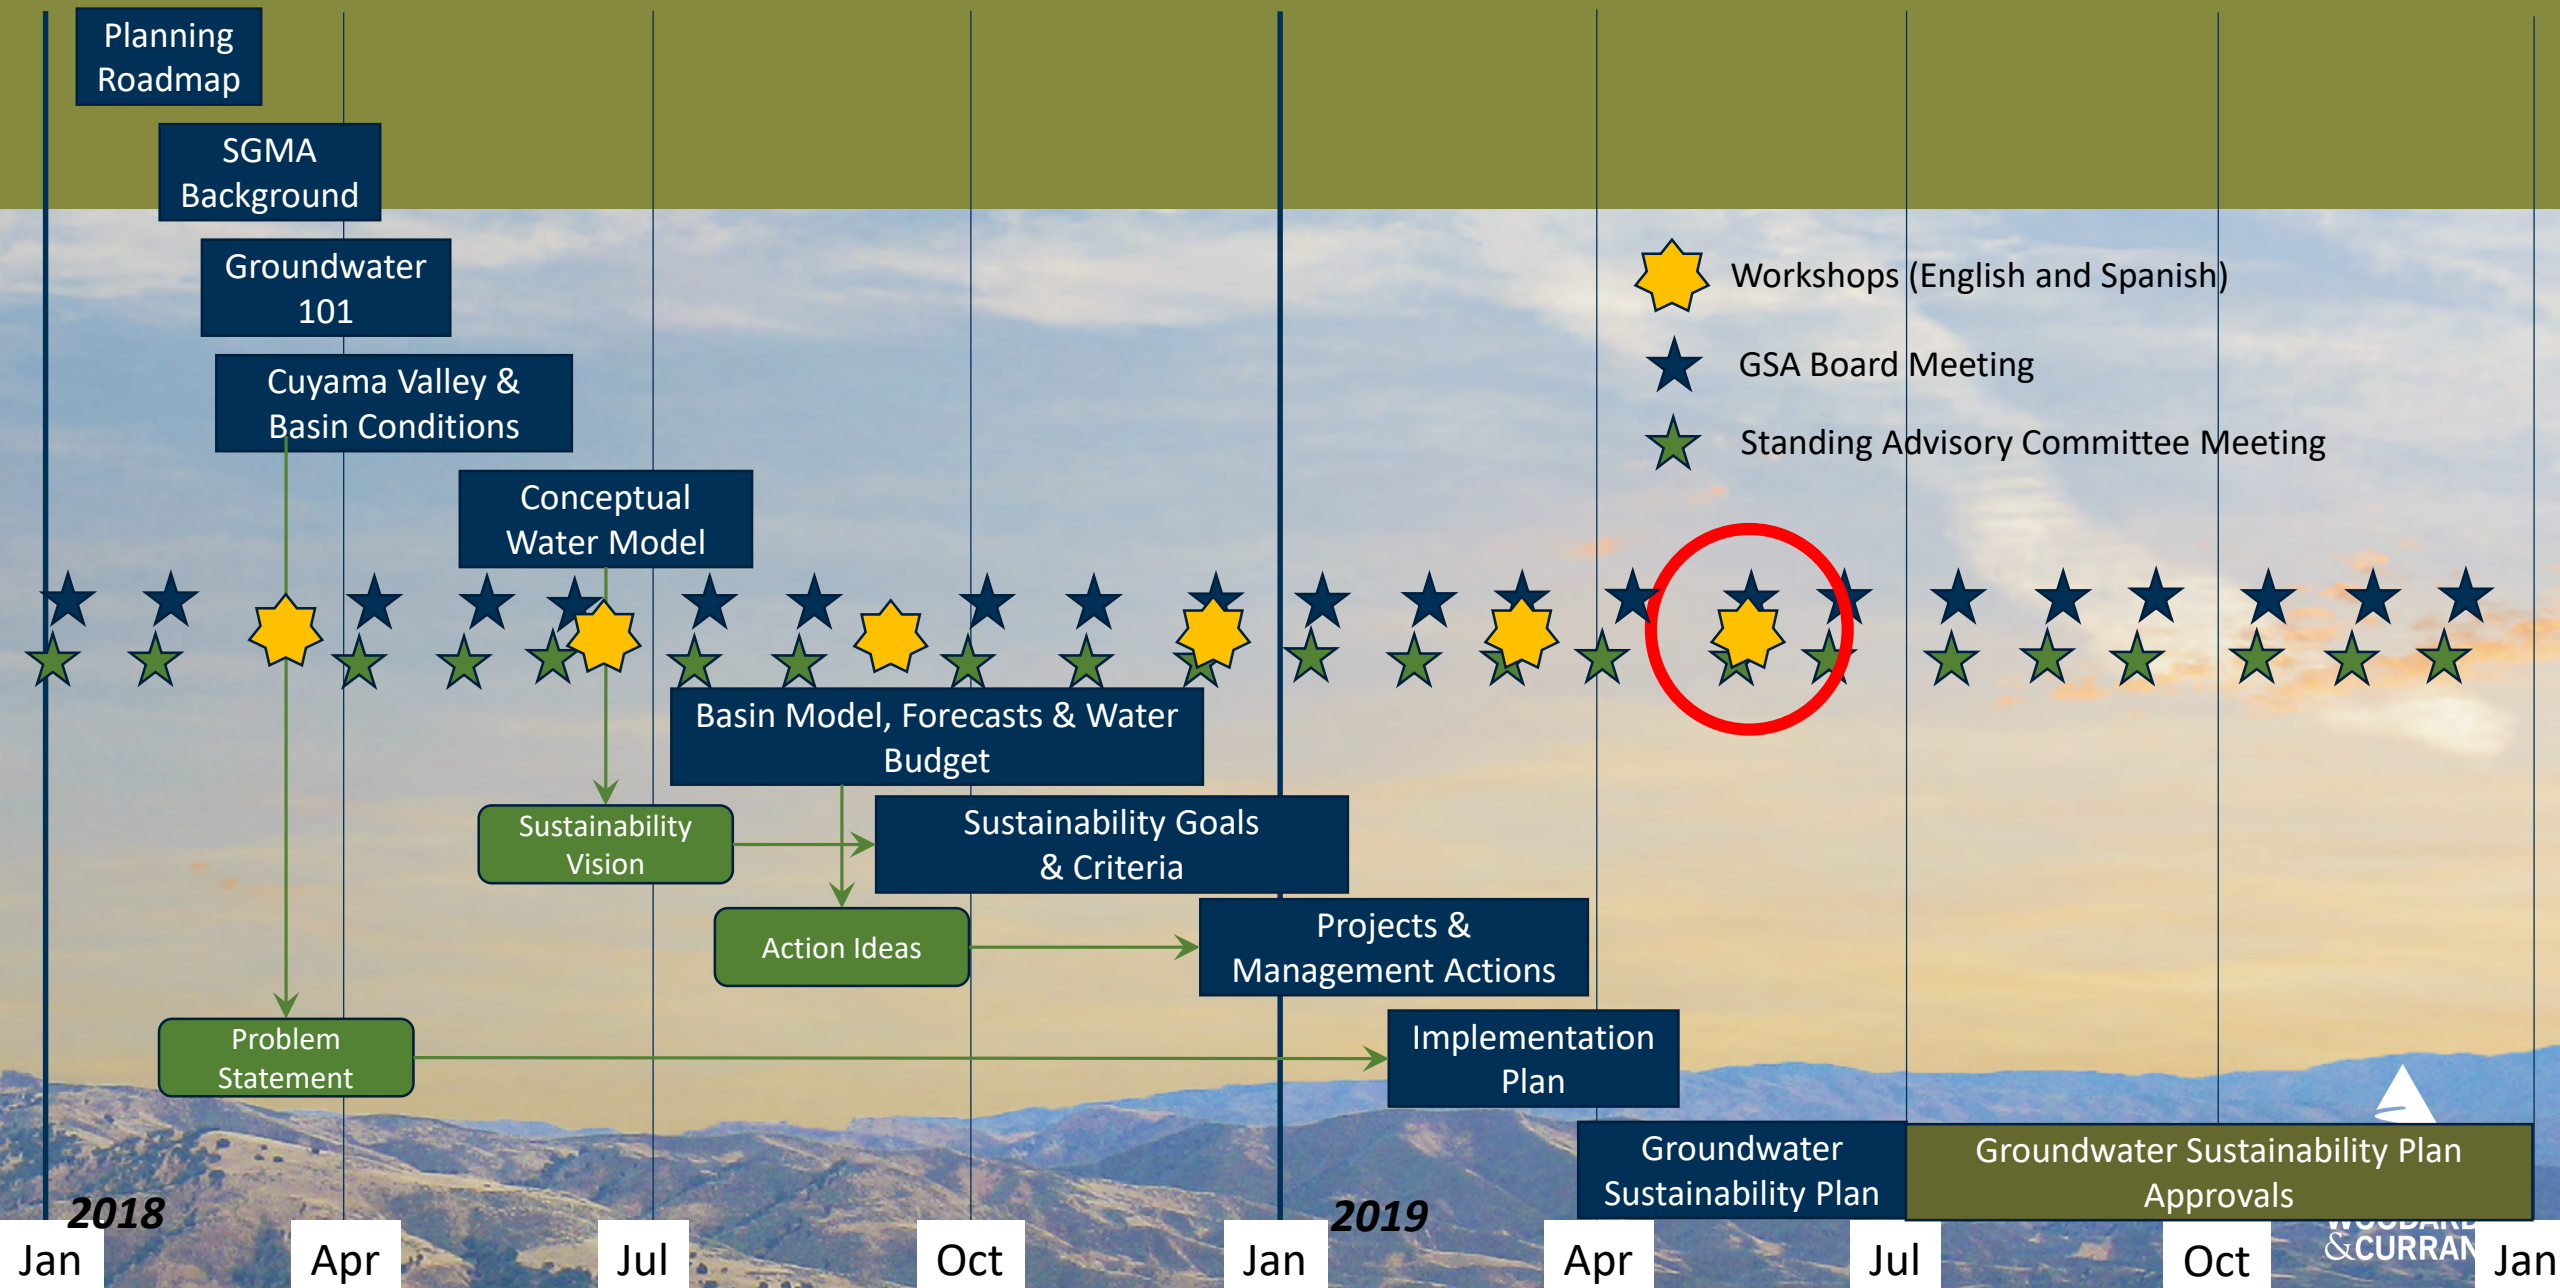 Planning
Roadmap
SGMA
Background
Groundwater
101
Cuyama Valley &
Basin Conditions
Conceptual
Water Model
Workshops (English and Spanish)
GSA Board Meeting
Standing Advisory Committee Meeting
Basin Model, Forecasts & Water
Budget
Sustainability
Vision
Sustainability Goals
& Criteria
Action Ideas
Projects &
Management Actions
Problem
Statement
Implementation
Plan
Groundwater
Sustainability Plan
Groundwater Sustainability Plan
Approvals
2018
2019
WOODARD
&CURRAN
Jan
Apr
Jul
Oct
Jan
Apr
Jul
Oct
Jan